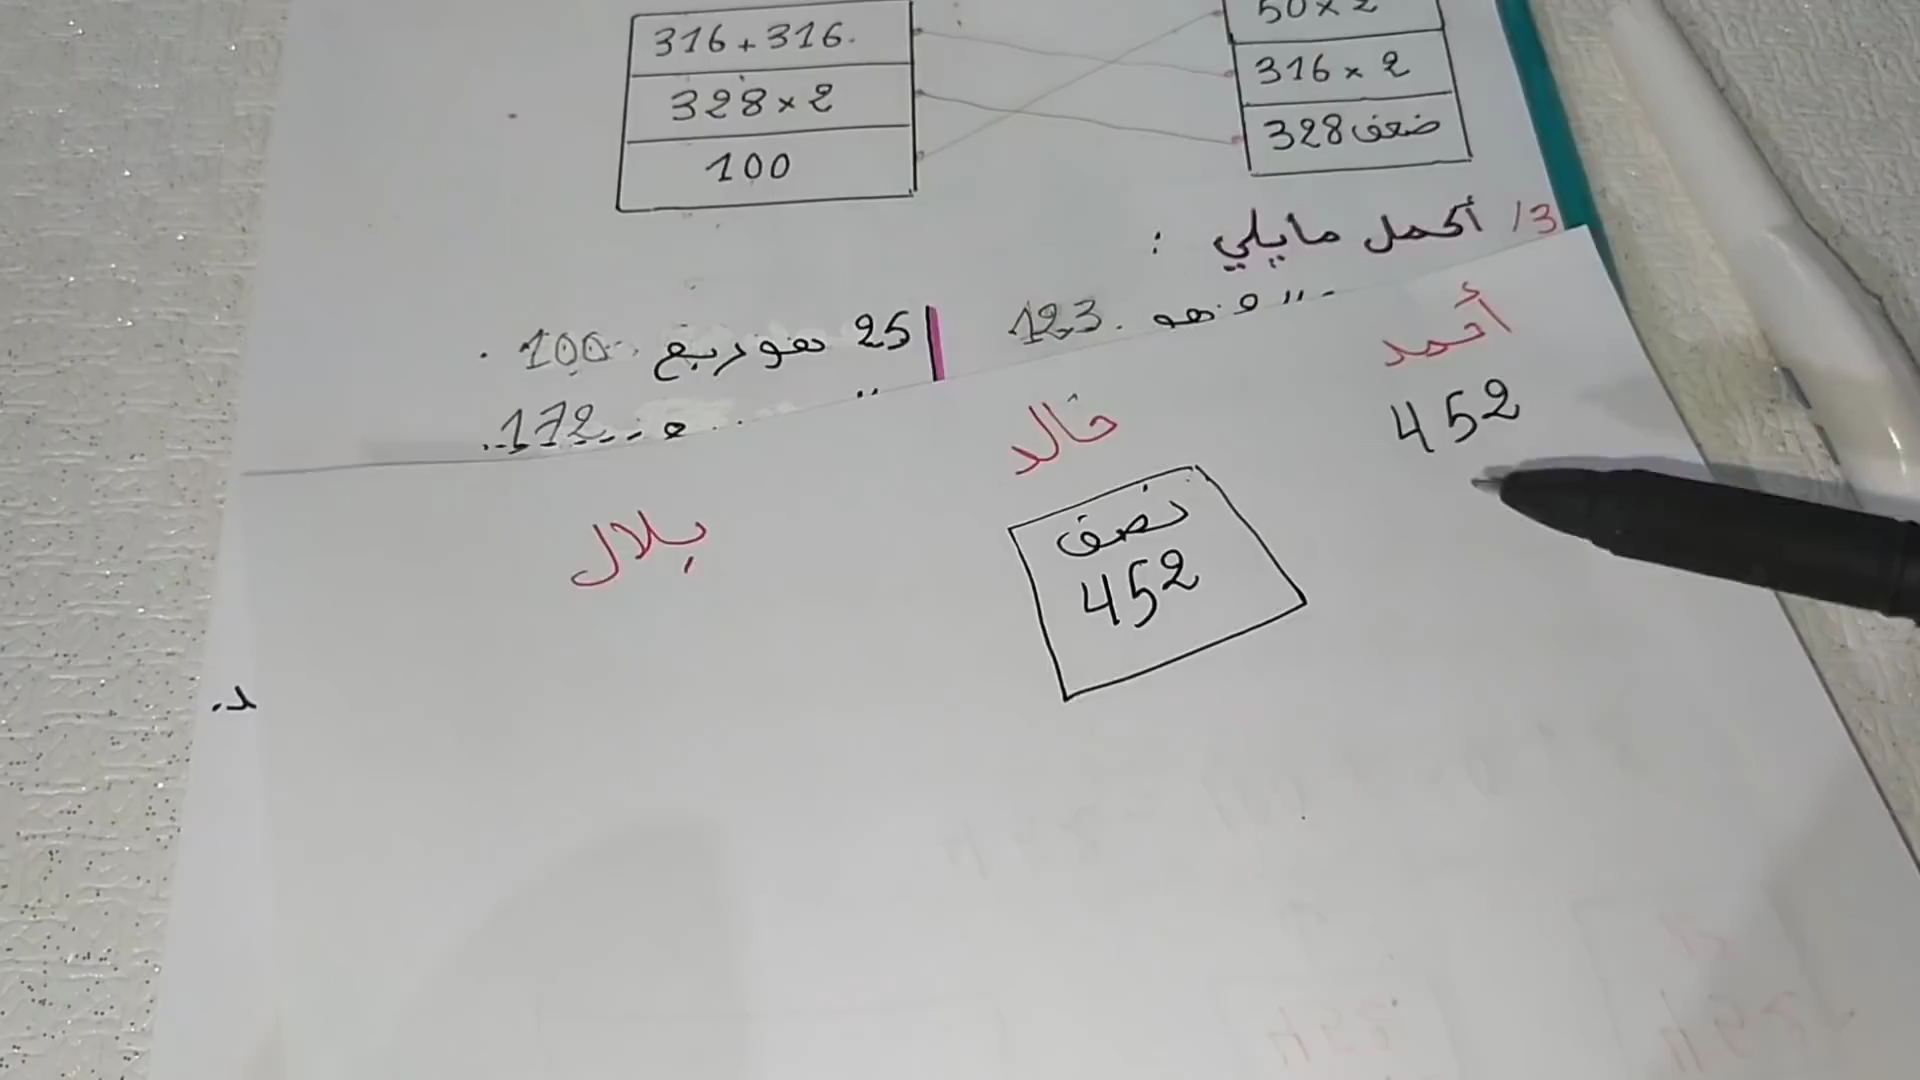 316 + 316
50 × 2
328 × 2
316 × 2
100
ضعف 328
3/ أكمل مايلي :
هو 123
25 هو ربع 100
172
أحمد
452
خالد
نصف
452
بلال